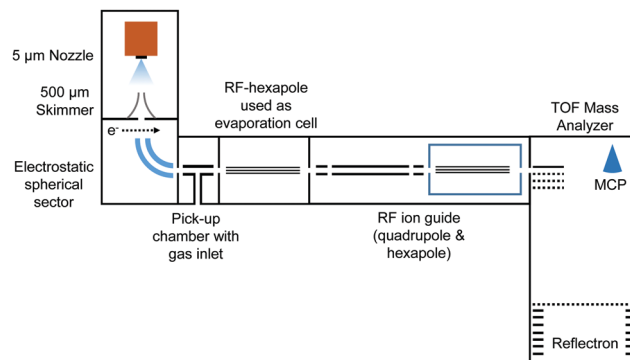 5 µm Nozzle
500 µm
Skimmer
e-
Electrostatic
spherical
sector
Pick-up
chamber with
gas inlet
RF-hexapole
used as
evaporation cell
RF ion guide
(quadrupole &
hexapole)
TOF Mass
Analyzer
MCP
Reflectron